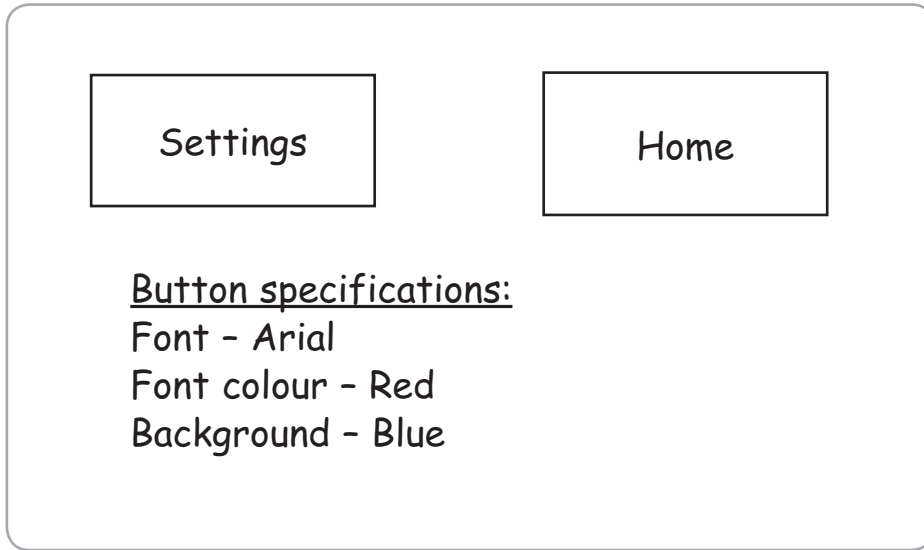 Settings
Home
Button specifications:
Font – Arial
Font colour – Red
Background – Blue